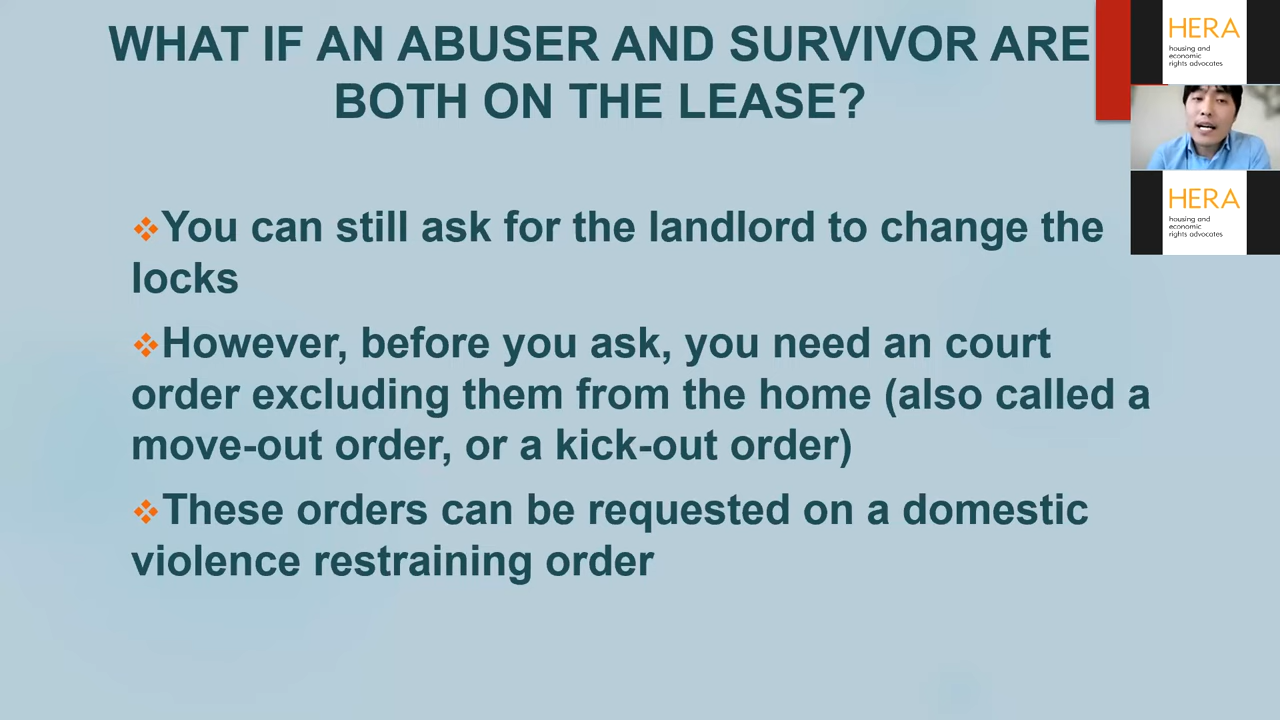 WHAT IF AN ABUSER AND SURVIVOR ARE
BOTH ON THE LEASE?
❖You can still ask for the landlord to change the
locks
❖However, before you ask, you need an court
order excluding them from the home (also called a
move-out order, or a kick-out order)
❖These orders can be requested on a domestic
violence restraining order
HERA
housing and
economic
rights advocates
HERA
housing and
economic
rights advocates